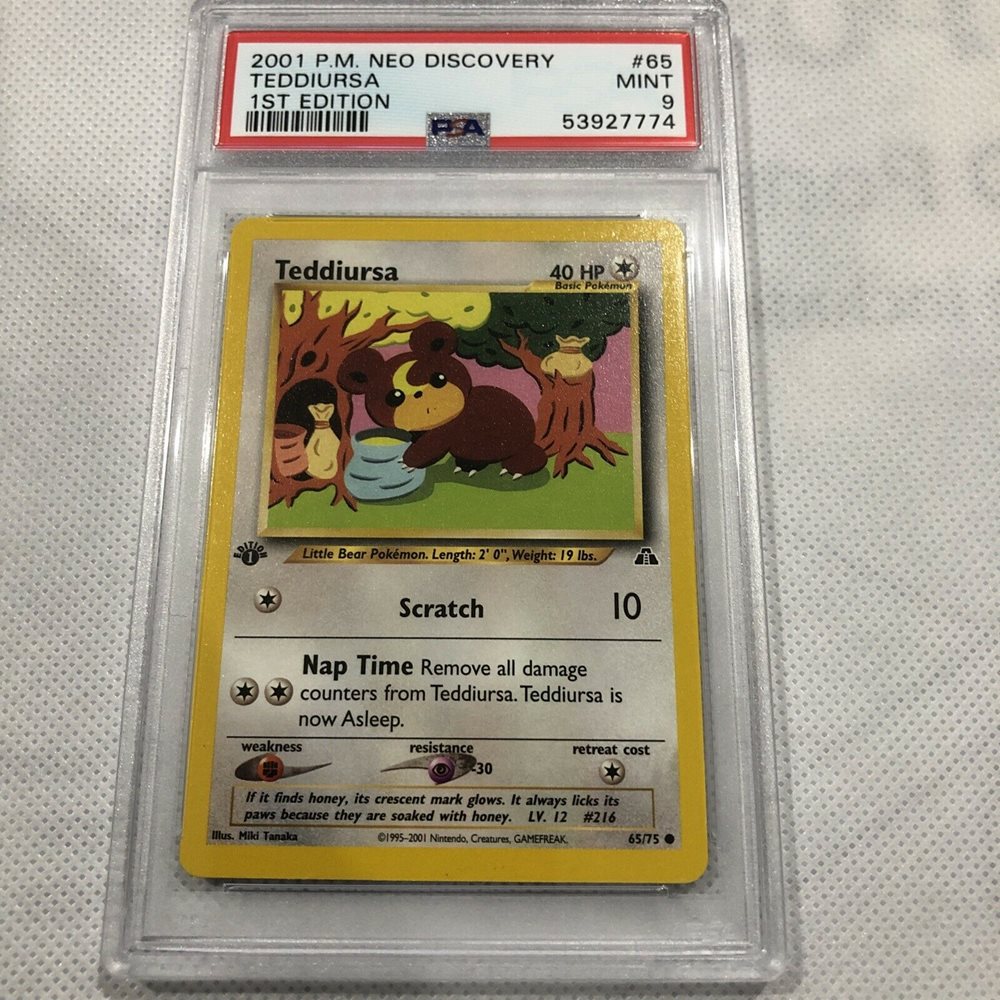 2001 P.M. NEO DISCOVERY #65
TEDDIURSA MINT
1ST EDITION 9
PSA 53927774
Teddiursa 40 HP
Basic Pokémon
EDITION
1
Little Bear Pokémon. Length: 2' 0", Weight: 19 lbs.
Scratch 10
Nap Time Remove all damage
counters from Teddiursa. Teddiursa is
now Asleep.
weakness resistance retreat cost
-30
If it finds honey, its crescent mark glows. It always licks its
paws because they are soaked with honey. LV. 12 #216
Illus. Miki Tanaka ©1995-2001 Nintendo, Creatures, GAMEFREAK. 65/75